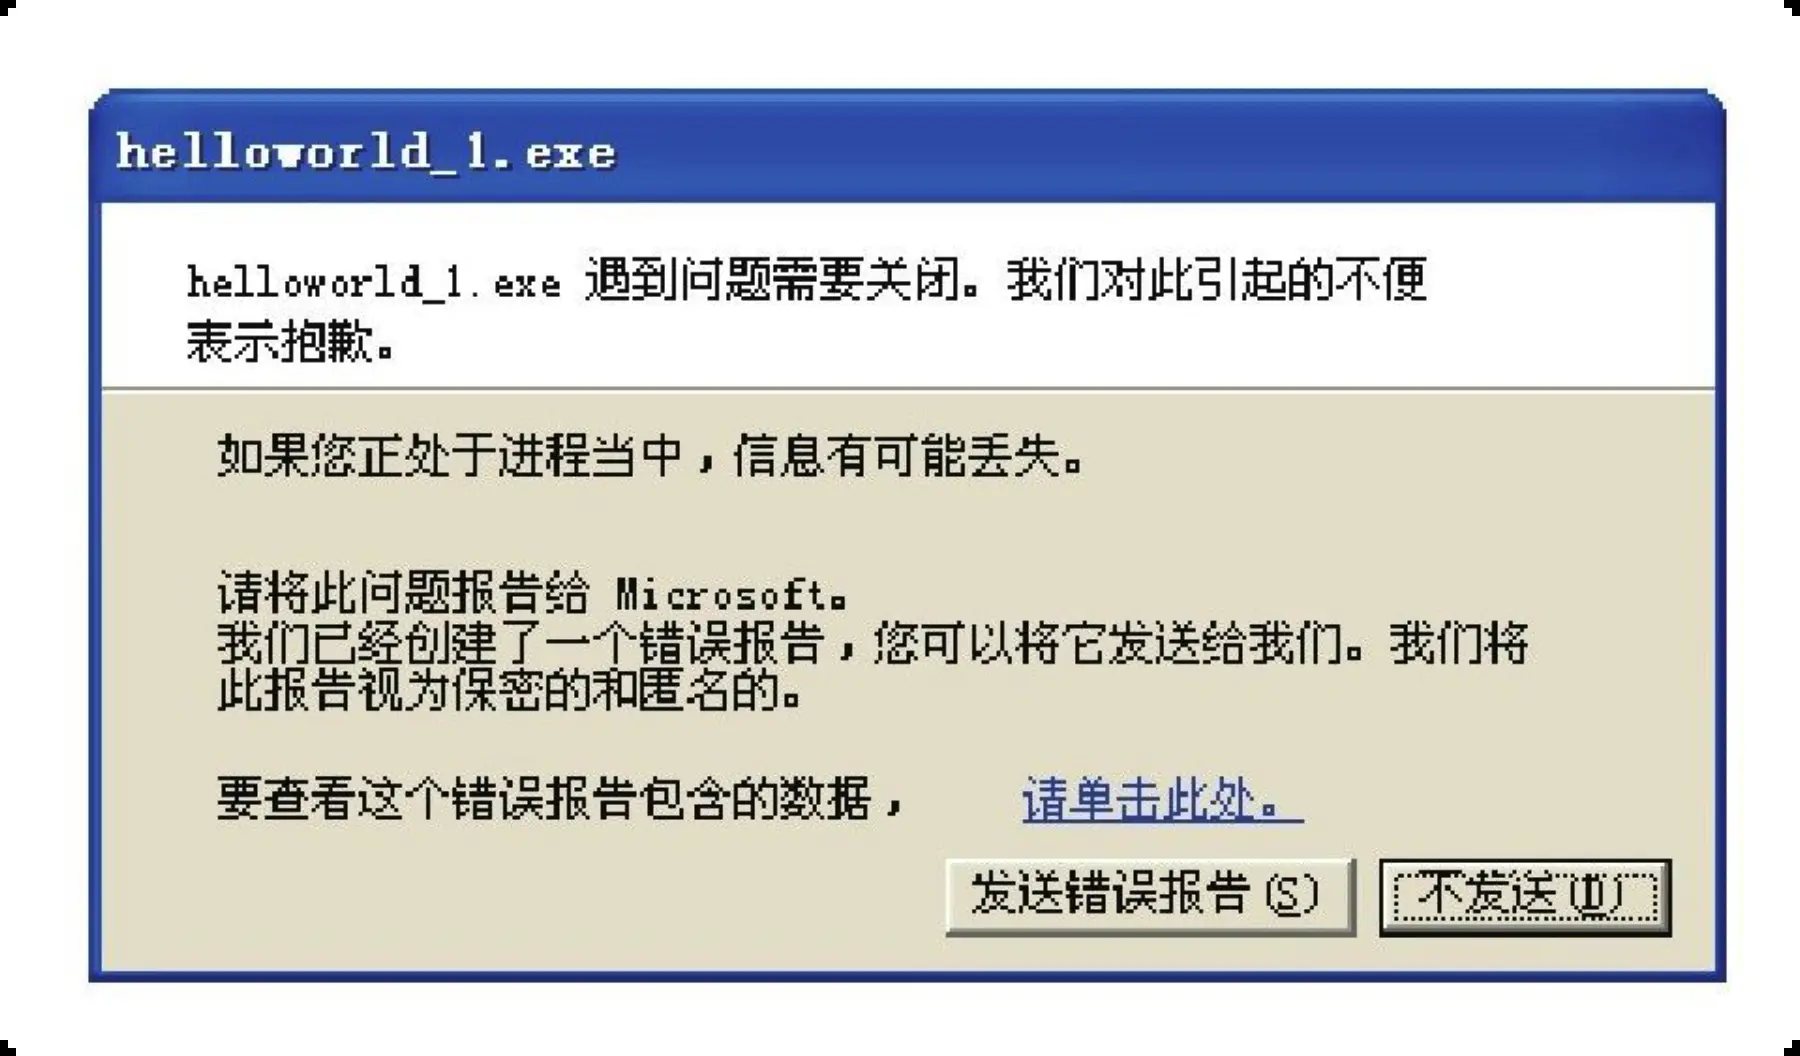 helloworld_1.exe
helloworld_1.exe 遇到问题需要关闭。我们对此引起的不便
表示抱歉。
如果您正处于进程当中，信息有可能丢失。
请将此问题报告给 Microsoft。
我们已经创建了一个错误报告，您可以将它发送给我们。我们将
此报告视为保密的和匿名的。
要查看这个错误报告包含的数据， 请单击此处。
发送错误报告(S) 不发送(D)